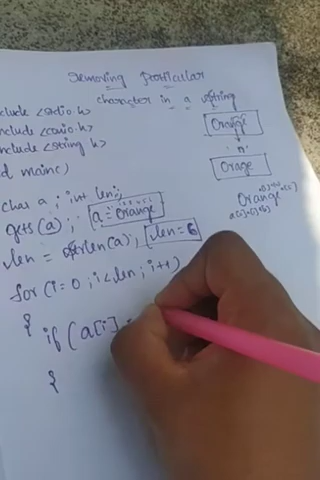 Removing Particular
character in a string
clude <stdio.h>
nclude <conio.h>
nclude <string.h>
d main()
Orange
'n'
Orage
char a ; int len;
gets(a); a = orange
len = strlen(a); len = 6
Orange
for (i=0; i<len; i++)
{
if (a[i] =
{